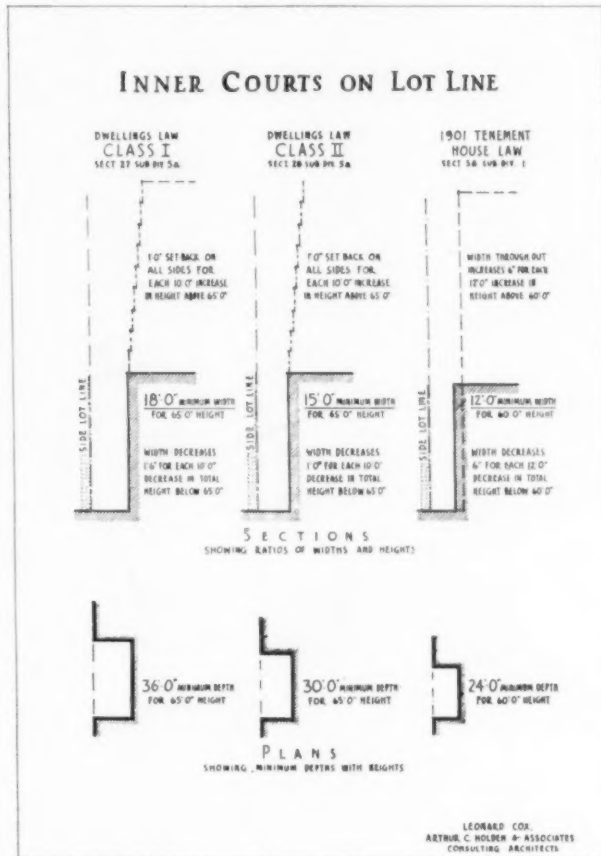 INNER COURTS ON LOT LINE
DWELLINGS LAW
CLASS I
SECT 27 SUB DIV 5a
DWELLINGS LAW
CLASS II
SECT 28 SUB DIV 5a
1901 TENEMENT
HOUSE LAW
SECT 58 SUB DIV. 1
1'0" SET BACK ON
ALL SIDES FOR
EACH 10'0" INCREASE
IN HEIGHT ABOVE 65'0"
1'0" SET BACK ON
ALL SIDES FOR
EACH 10'0" INCREASE
IN HEIGHT ABOVE 65'0"
WIDTH THROUGH OUT
INCREASES 6" FOR EACH
12'0" INCREASE IN
HEIGHT ABOVE 60'0"
SIDE LOT LINE
18'0" MINIMUM WIDTH
FOR 65'0" HEIGHT
WIDTH DECREASES
1'6" FOR EACH 10'0"
DECREASE IN TOTAL
HEIGHT BELOW 65'0"
SIDE LOT LINE
15'0" MINIMUM WIDTH
FOR 65'0" HEIGHT
WIDTH DECREASES
1'0" FOR EACH 10'0"
DECREASE IN TOTAL
HEIGHT BELOW 65'0"
SIDE LOT LINE
12'0" MINIMUM WIDTH
FOR 60'0" HEIGHT
WIDTH DECREASES
6" FOR EACH 12'0"
DECREASE IN TOTAL
HEIGHT BELOW 60'0"
SECTIONS
SHOWING RATIOS OF WIDTHS AND HEIGHTS
36'0" MINIMUM DEPTH
FOR 65'0" HEIGHT
30'0" MINIMUM DEPTH
FOR 65'0" HEIGHT
24'0" MINIMUM DEPTH
FOR 60'0" HEIGHT
PLANS
SHOWING MINIMUM DEPTHS WITH HEIGHTS
LEONARD COX,
ARTHUR C. HOLDEN & ASSOCIATES
CONSULTING ARCHITECTS